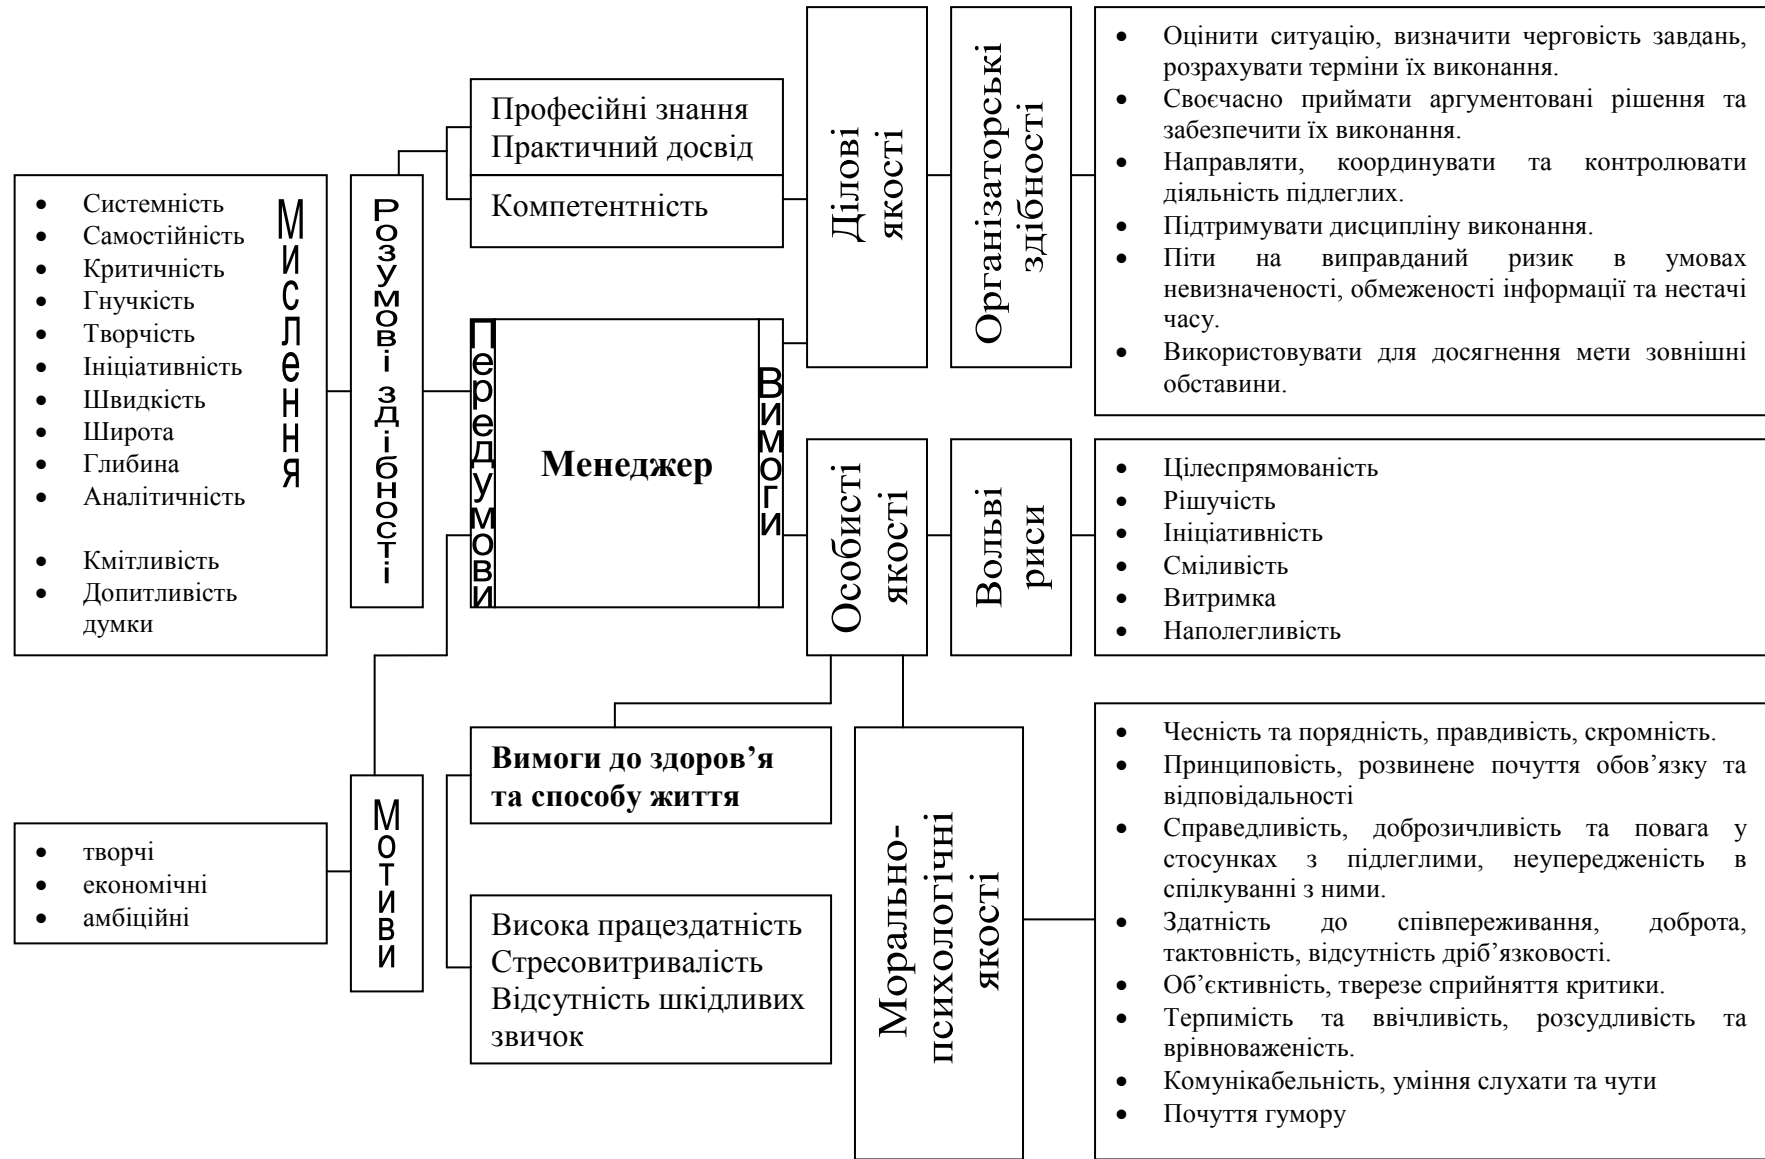 Системність
Самостійність
Критичність
Гнучкість
Творчість
Ініціативність
Швидкість
Широта
Глибина
Аналітичність
Кмітливість
Допитливість
думки
Мислення
Розумові здібності
творчі
економічні
амбіційні
Мотиви
Професійні знання
Практичний досвід
Компетентність
Передумови
Менеджер
Вимоги
Вимоги до здоров’я
та способу життя
Висока працездатність
Стресовитривалість
Відсутність шкідливих
звичок
Ділові
якості
Організаторські
здібності
Оцінити ситуацію, визначити черговість завдань,
розрахувати терміни їх виконання.
Своєчасно приймати аргументовані рішення та
забезпечити їх виконання.
Направляти, координувати та контролювати
діяльність підлеглих.
Підтримувати дисципліну виконання.
Піти на виправданий ризик в умовах
невизначеності, обмеженості інформації та нестачі
часу.
Використовувати для досягнення мети зовнішні
обставини.
Особисті
якості
Вольві
риси
Цілеспрямованість
Рішучість
Ініціативність
Сміливість
Витримка
Наполегливість
Морально-
психологічні
якості
Чесність та порядність, правдивість, скромність.
Принциповість, розвинене почуття обов’язку та
відповідальності
Справедливість, доброзичливість та повага у
стосунках з підлеглими, неупередженість в
спілкуванні з ними.
Здатність до співпереживання, доброта,
тактовність, відсутність дріб’язковості.
Об’єктивність, тверезе сприйняття критики.
Терпимість та ввічливість, розсудливість та
врівноваженість.
Комунікабельність, уміння слухати та чути
Почуття гумору